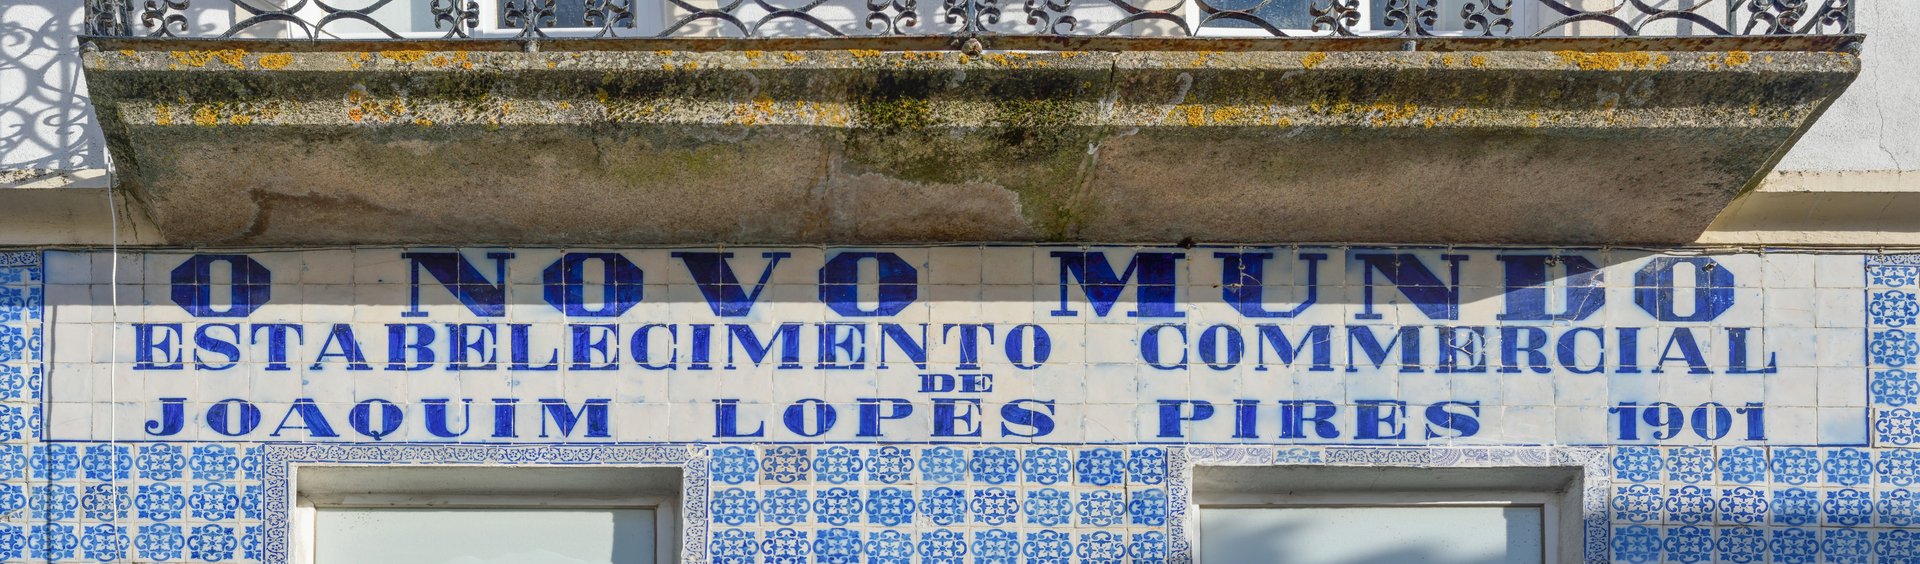 O NOVO MUNDO
ESTABELECIMENTO COMMERCIAL
DE
JOAQUIM LOPES PIRES 1901